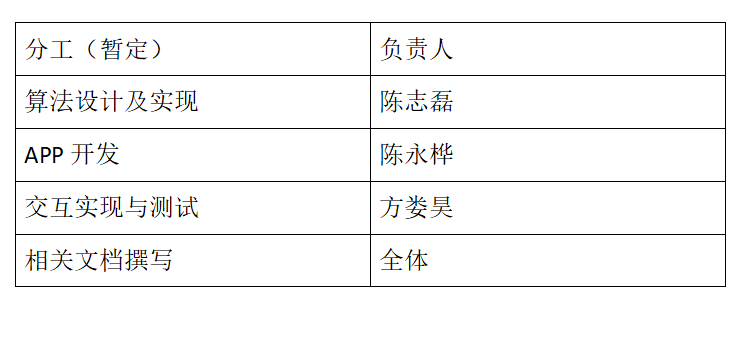 分工（暂定） 负责人
算法设计及实现 陈志磊
APP 开发 陈永桦
交互实现与测试 方娄昊
相关文档撰写 全体